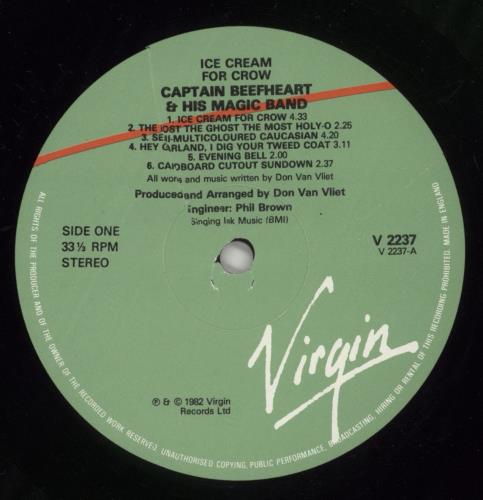 ICE CREAM
FOR CROW
CAPTAIN BEEFHEART
& HIS MAGIC BAND
1. ICE CREAM FOR CROW 4.33
2. THE HOST THE GHOST THE MOST HOLY-O 2.25
3. SEMI-MULTICOLOURED CAUCASIAN 4.20
4. HEY GARLAND, I DIG YOUR TWEED COAT 3.11
5. EVENING BELL 2.00
6. CARDBOARD CUTOUT SUNDOWN 2.37
All words and music written by Don Van Vliet
Produced and Arranged by Don Van Vliet
Engineer: Phil Brown
Singing Ink Music (BMI)
SIDE ONE
33⅓ RPM
STEREO
V 2237
V 2237-A
Virgin
℗ & © 1982 Virgin
Records Ltd
ALL RIGHTS OF THE PRODUCER AND OF THE OWNER OF THE RECORDED WORK RESERVED. UNAUTHORISED COPYING, PUBLIC PERFORMANCE, BROADCASTING, HIRING OR RENTAL OF THIS RECORD PROHIBITED. MADE IN ENGLAND